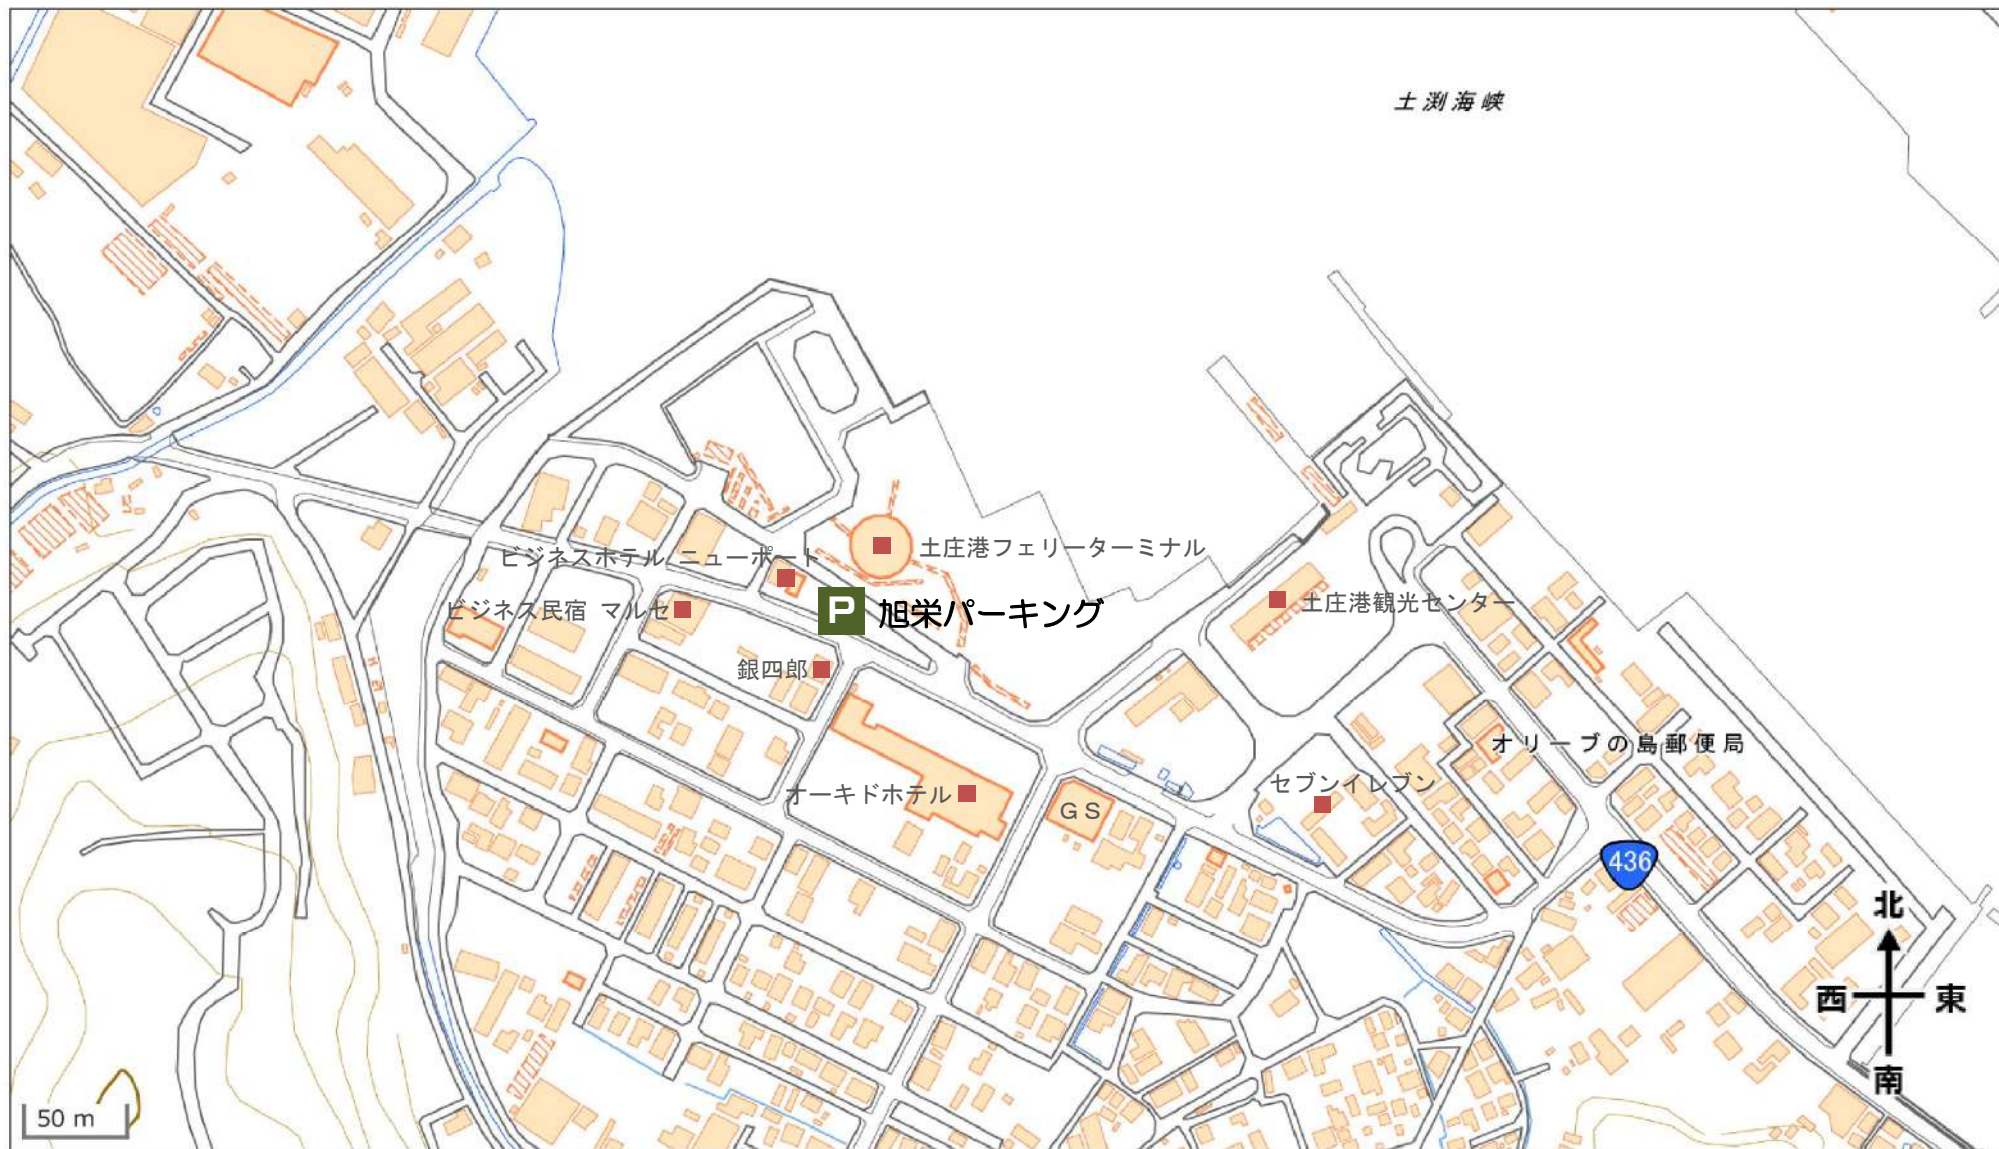 土渕海峡
ビジネスホテル ニューポート
土庄港フェリーターミナル
ビジネス民宿 マルセ
P 旭栄パーキング
土庄港観光センター
銀四郎
オリーブの島郵便局
オーキドホテル
GS
セブンイレブン
436
北
西
東
南
50 m